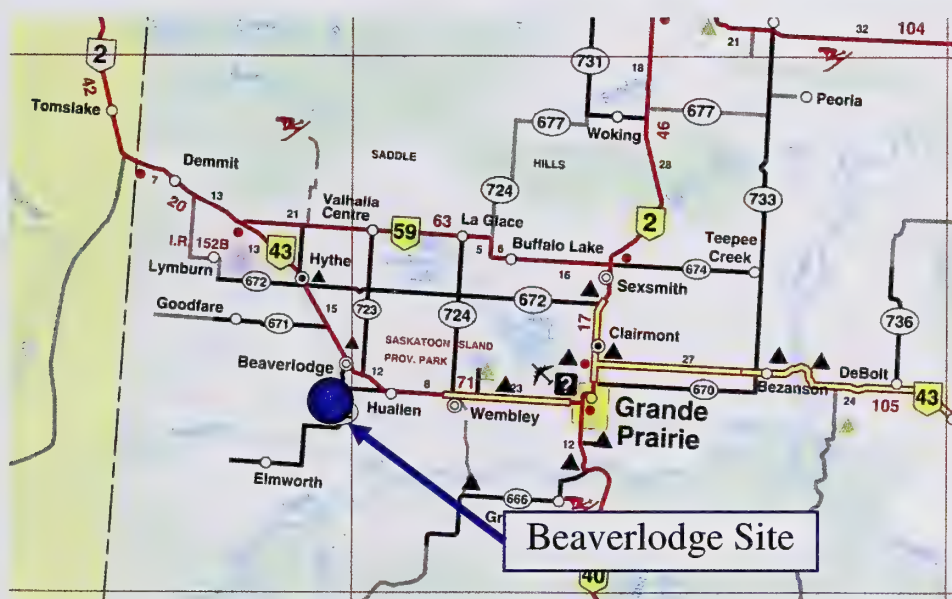 104
32
21
2
731
18
42
Tomslake
Peoria
677
677
Woking
46
28
SADDLE
HILLS
Demmit
7
13
20
724
733
Valhalla
Centre
21
59
63
La Glace
2
I.R. 152B
13
43
5
6
Buffalo Lake
Teepee
Creek
Lymburn
Hythe
16
674
672
672
Sexsmith
Goodfare
15
723
724
17
736
671
SASKATOON ISLAND
PROV. PARK
Clairmont
Beaverlodge
12
27
DeBolt
8
71
23
?
Bezanson
670
Huallen
Wembley
24
105
43
Grande
Prairie
12
Elmworth
666
Gr
Beaverlodge Site
40